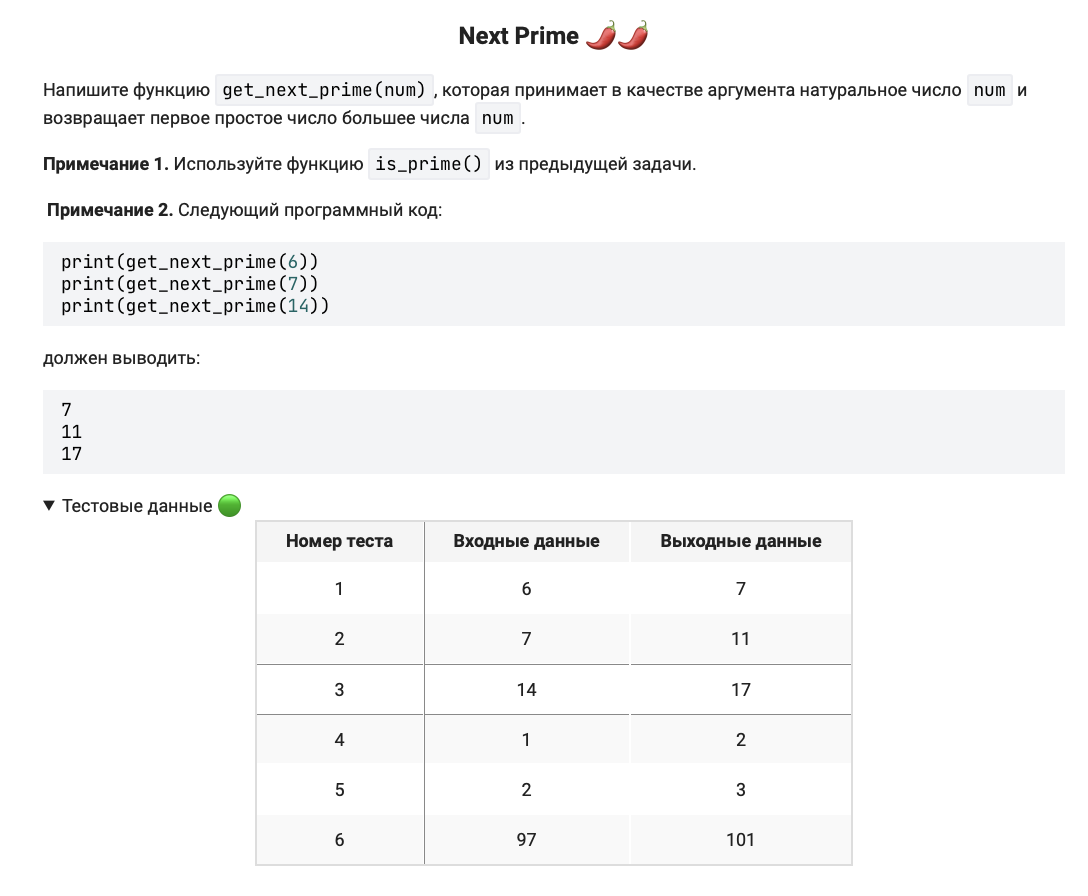 Next Prime 🌶️🌶️
Напишите функцию get_next_prime(num), которая принимает в качестве аргумента натуральное число num и
возвращает первое простое число большее числа num.
Примечание 1. Используйте функцию is_prime() из предыдущей задачи.
Примечание 2. Следующий программный код:
print(get_next_prime(6))
print(get_next_prime(7))
print(get_next_prime(14))
должен выводить:
7
11
17
▼ Тестовые данные 🟢
Номер теста Входные данные Выходные данные
1 6 7
2 7 11
3 14 17
4 1 2
5 2 3
6 97 101